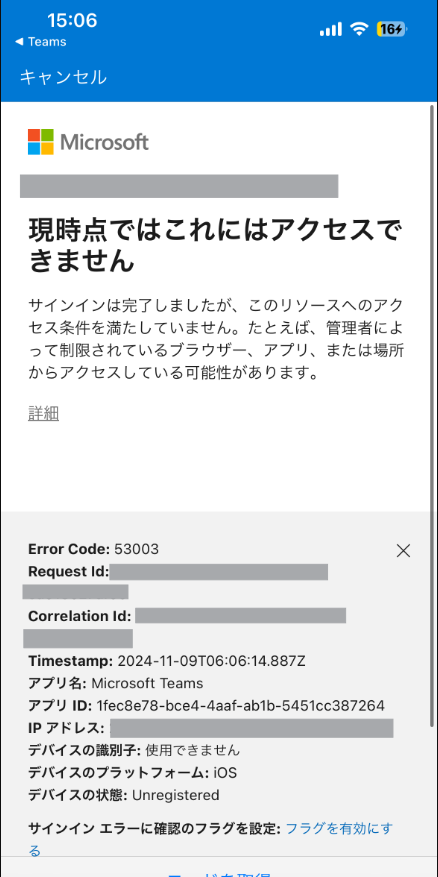 15:06
16
◀ Teams
キャンセル
Microsoft
現時点ではこれにはアクセスで
きません
サインインは完了しましたが、このリソースへのアク
セス条件を満たしていません。たとえば、管理者によ
って制限されているブラウザー、アプリ、または場所
からアクセスしている可能性があります。
詳細
Error Code: 53003
Request Id:
Correlation Id:
Timestamp: 2024-11-09T06:06:14.887Z
アプリ名: Microsoft Teams
アプリ ID: 1fec8e78-bce4-4aaf-ab1b-5451cc387264
IP アドレス:
デバイスの識別子: 使用できません
デバイスのプラットフォーム: iOS
デバイスの状態: Unregistered
サインイン エラーに確認のフラグを設定: フラグを有効にす
る